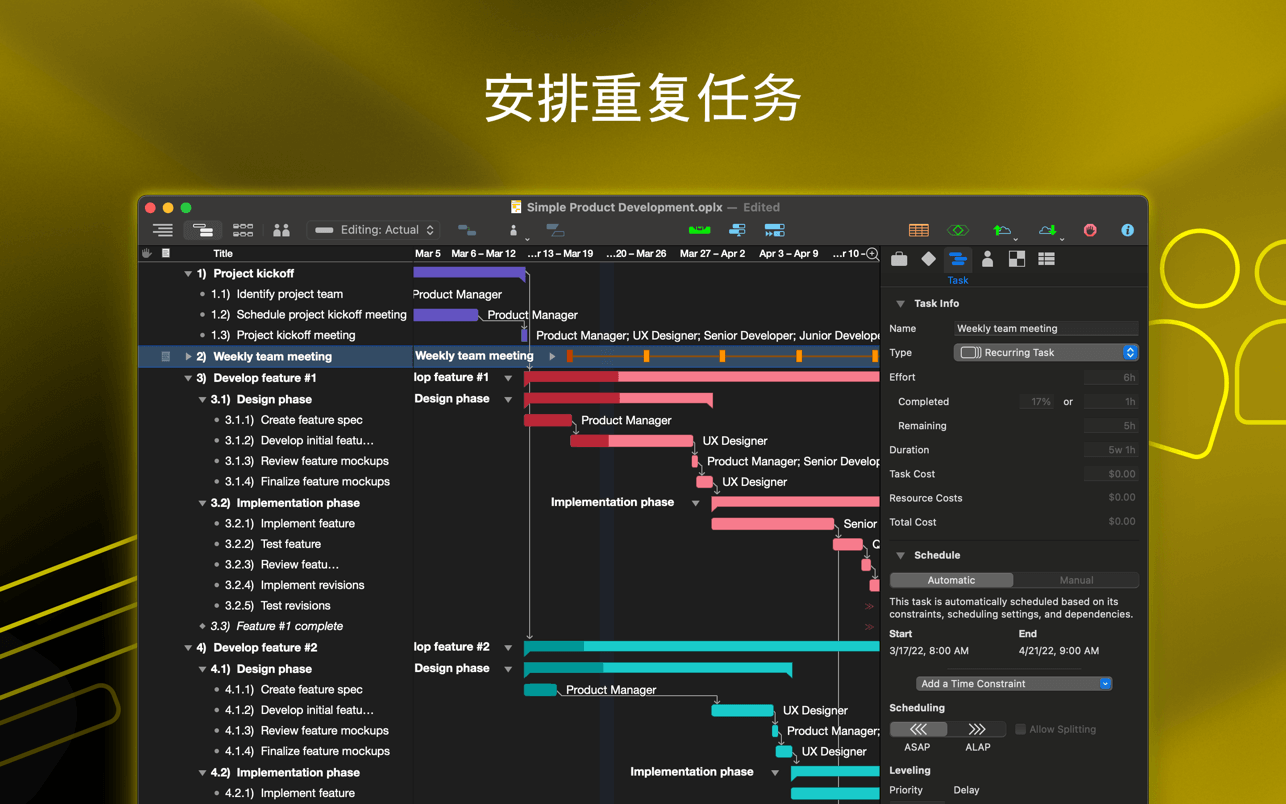 安排重复任务
Simple Product Development.oplx — Edited
Editing: Actual
Title
Mar 5 Mar 6 – Mar 12 ...r 13 – Mar 19 ...20 – Mar 26 Mar 27 – Apr 2 Apr 3 – Apr 9 ...r 10 –
1) Project kickoff
1.1) Identify project team Product Manager
1.2) Schedule project kickoff meeting Product Manager
1.3) Project kickoff meeting Product Manager; UX Designer; Senior Developer; Junior Develope
2) Weekly team meeting Weekly team meeting
3) Develop feature #1 lop feature #1
3.1) Design phase Design phase
3.1.1) Create feature spec Product Manager
3.1.2) Develop initial featu… UX Designer
3.1.3) Review feature mockups Product Manager; Senior Develop
3.1.4) Finalize feature mockups UX Designer
3.2) Implementation phase Implementation phase
3.2.1) Implement feature Senior
3.2.2) Test feature
3.2.3) Review featu…
3.2.4) Implement revisions
3.2.5) Test revisions
3.3) Feature #1 complete
4) Develop feature #2 lop feature #2
4.1) Design phase Design phase
4.1.1) Create feature spec Product Manager
4.1.2) Develop initial featu… UX Designer
4.1.3) Review feature mockups Product Manager;
4.1.4) Finalize feature mockups UX Designer
4.2) Implementation phase Implementation phase
4.2.1) Implement feature
Task
Task Info
Name Weekly team meeting
Type Recurring Task
Effort 6h
Completed 17% or 1h
Remaining 5h
Duration 5w 1h
Task Cost $0.00
Resource Costs $0.00
Total Cost $0.00
Schedule
Automatic Manual
This task is automatically scheduled based on its
constraints, scheduling settings, and dependencies.
Start End
3/17/22, 8:00 AM 4/21/22, 9:00 AM
Add a Time Constraint
Scheduling
Allow Splitting
ASAP ALAP
Leveling
Priority Delay